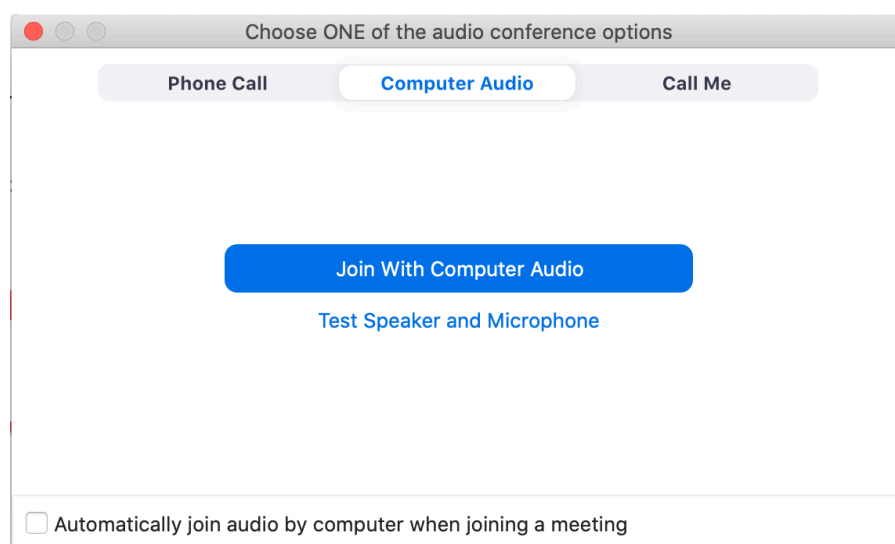 Choose ONE of the audio conference options
Phone Call Computer Audio Call Me
Join With Computer Audio
Test Speaker and Microphone
Automatically join audio by computer when joining a meeting